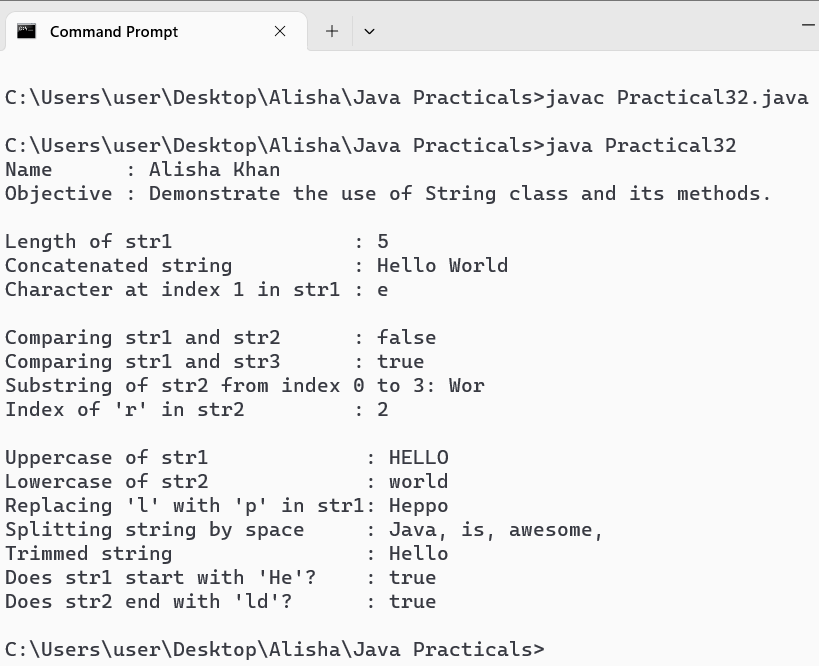 Command Prompt
C:\Users\user\Desktop\Alisha\Java Practicals>javac Practical32.java
C:\Users\user\Desktop\Alisha\Java Practicals>java Practical32
Name      : Alisha Khan
Objective : Demonstrate the use of String class and its methods.
Length of str1               : 5
Concatenated string          : Hello World
Character at index 1 in str1 : e
Comparing str1 and str2      : false
Comparing str1 and str3      : true
Substring of str2 from index 0 to 3: Wor
Index of 'r' in str2         : 2
Uppercase of str1             : HELLO
Lowercase of str2             : world
Replacing 'l' with 'p' in str1: Heppo
Splitting string by space     : Java, is, awesome,
Trimmed string                : Hello
Does str1 start with 'He'?    : true
Does str2 end with 'ld'?      : true
C:\Users\user\Desktop\Alisha\Java Practicals>